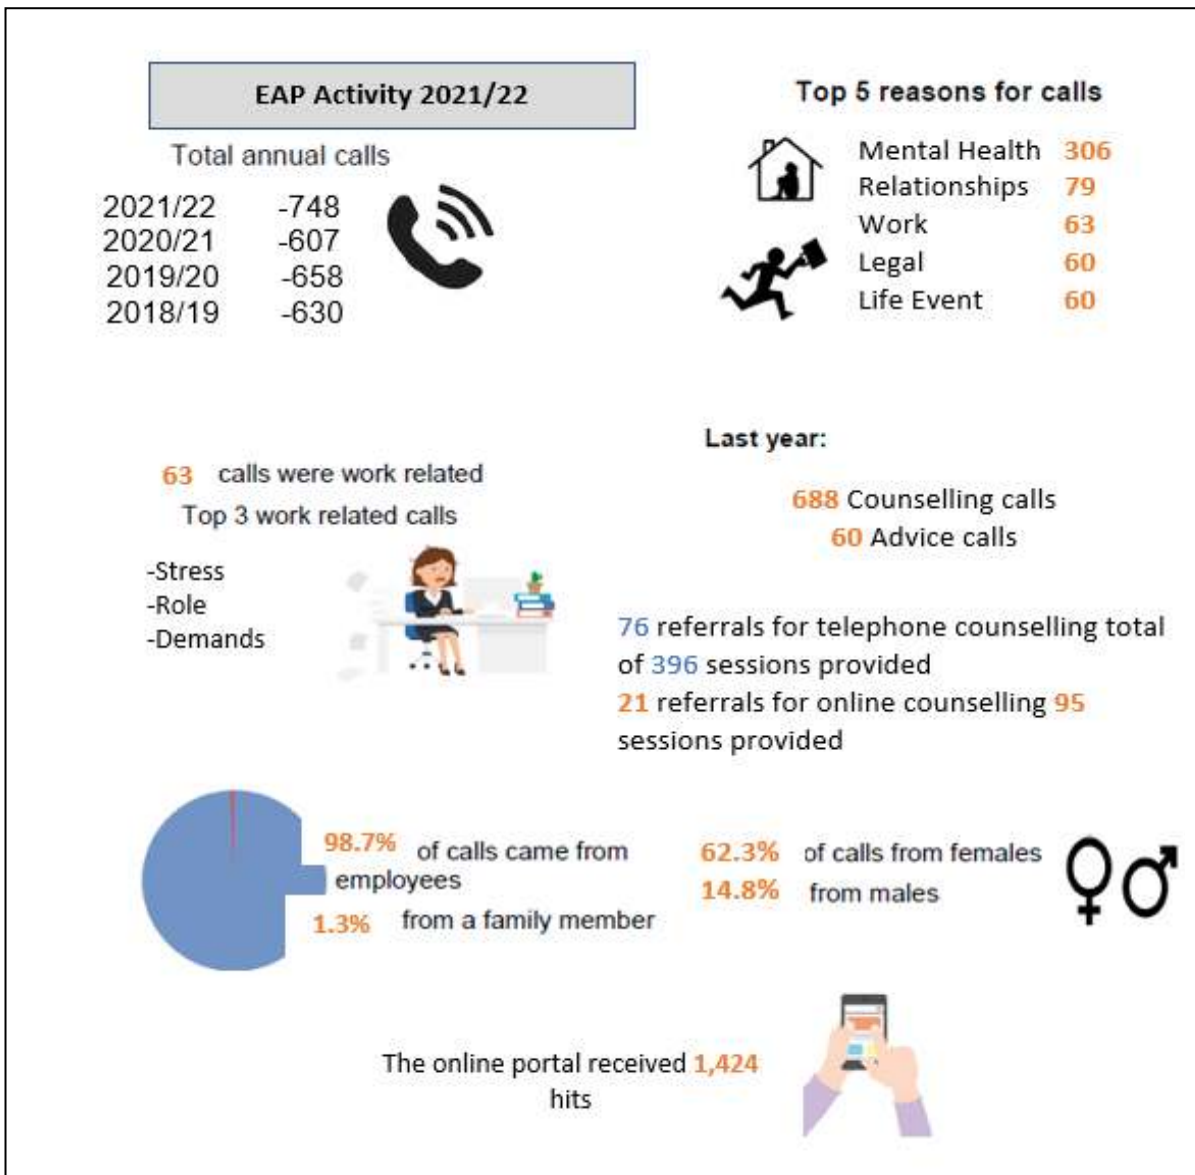 EAP Activity 2021/22
Total annual calls
2021/22 -748
2020/21 -607
2019/20 -658
2018/19 -630
Top 5 reasons for calls
Mental Health 306
Relationships 79
Work 63
Legal 60
Life Event 60
63 calls were work related
Top 3 work related calls
-Stress
-Role
-Demands
Last year:
688 Counselling calls
60 Advice calls
76 referrals for telephone counselling total
of 396 sessions provided
21 referrals for online counselling 95
sessions provided
98.7% of calls came from
employees
1.3% from a family member
62.3% of calls from females
14.8% from males
The online portal received 1,424
hits